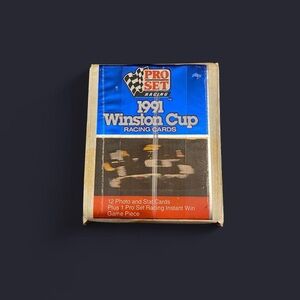 PRO
SET
RACING
1991
Winston Cup
RACING CARDS
12 Photo and Stat Cards
Plus 1 Pro Set Racing Instant Win
Game Piece